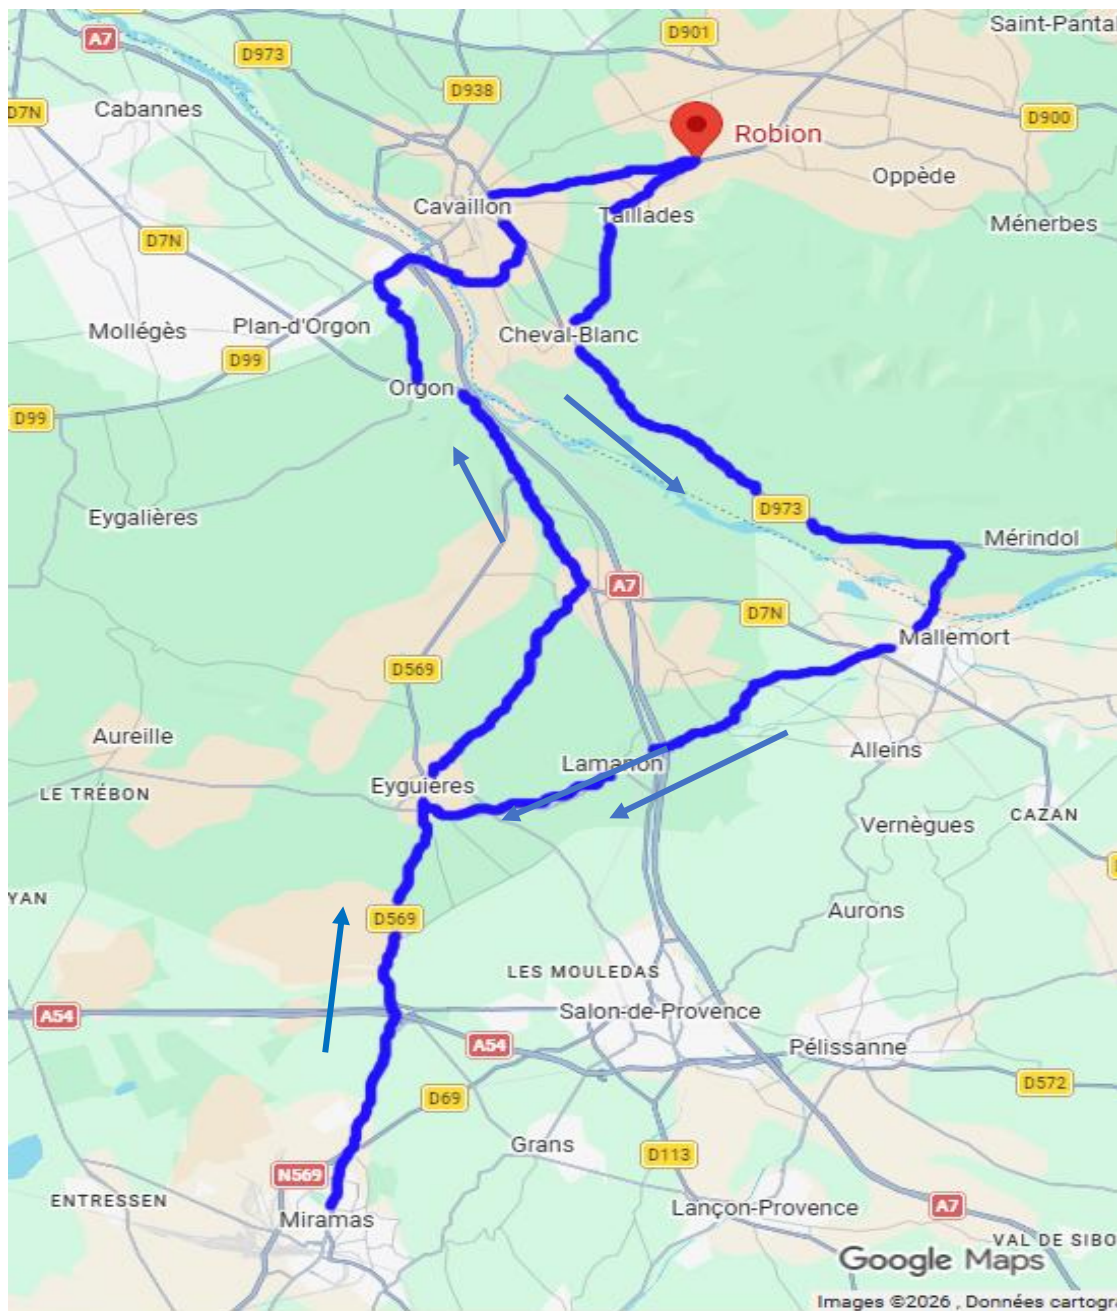 Saint-Panta
D901
A7
D973
D938
Cabannes
D7N
D900
Robion
Oppède
Cavaillon
Taillades
Ménerbes
D7N
Mollégès
Plan-d'Orgon
Cheval-Blanc
D99
Orgon
D99
D973
Eygalières
Mérindol
A7
D7N
Mallemort
D569
Aureille
Alleins
Lamanon
Eyguières
LE TRÉBON
CAZAN
Vernègues
YAN
D569
Aurons
LES MOULEDAS
A54
Salon-de-Provence
A54
Pélissanne
D572
D69
Grans
D113
N569
ENTRESSEN
Lançon-Provence
A7
Miramas
VAL DE SIBO
Google Maps
Images ©2026 , Données cartogr